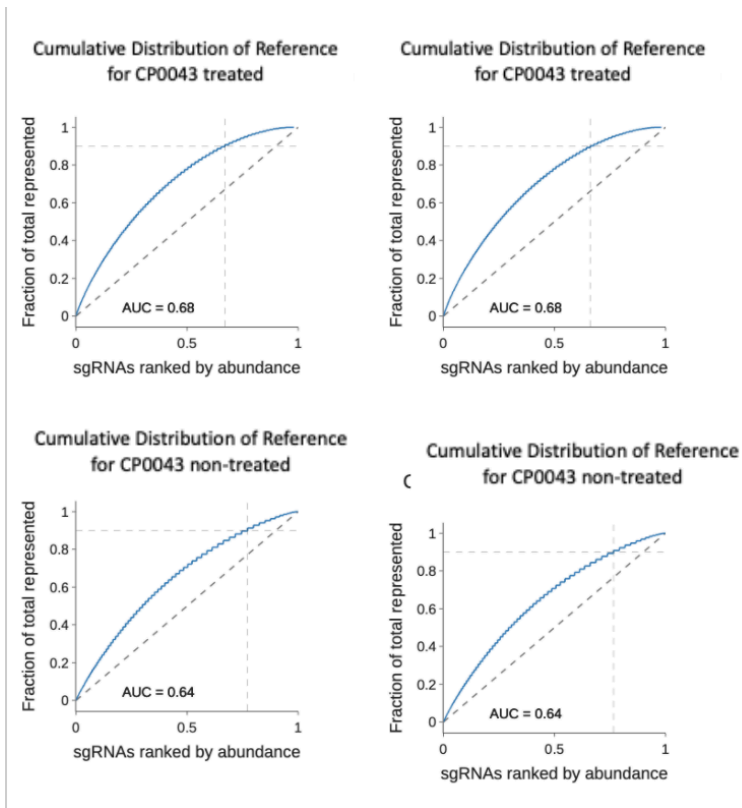 Cumulative Distribution of Reference
for CP0043 treated
Fraction of total represented
1
0.8
0.6
0.4
0.2
0
AUC = 0.68
0
0.5
1
sgRNAs ranked by abundance
Cumulative Distribution of Reference
for CP0043 treated
Fraction of total represented
1
0.8
0.6
0.4
0.2
0
AUC = 0.68
0
0.5
1
sgRNAs ranked by abundance
Cumulative Distribution of Reference
for CP0043 non-treated
Fraction of total represented
1
0.8
0.6
0.4
0.2
0
AUC = 0.64
0
0.5
1
sgRNAs ranked by abundance
Cumulative Distribution of Reference
for CP0043 non-treated
Fraction of total represented
1
0.8
0.6
0.4
0.2
0
AUC = 0.64
0
0.5
1
sgRNAs ranked by abundance